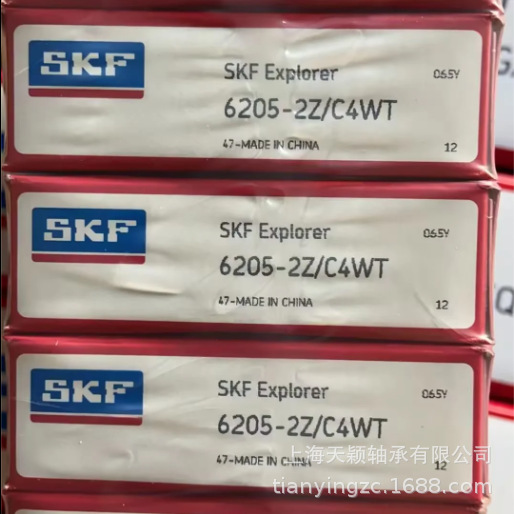 SKF
SKF Explorer
065Y
6205-2Z/C4WT
47-MADE IN CHINA
12
SKF
SKF Explorer
065Y
6205-2Z/C4WT
47-MADE IN CHINA
12
SKF
SKF Explorer
065Y
6205-2Z/C4WT
47-MADE IN CHINA
12
上海天颖轴承有限公司
tianyingzc.1688.com